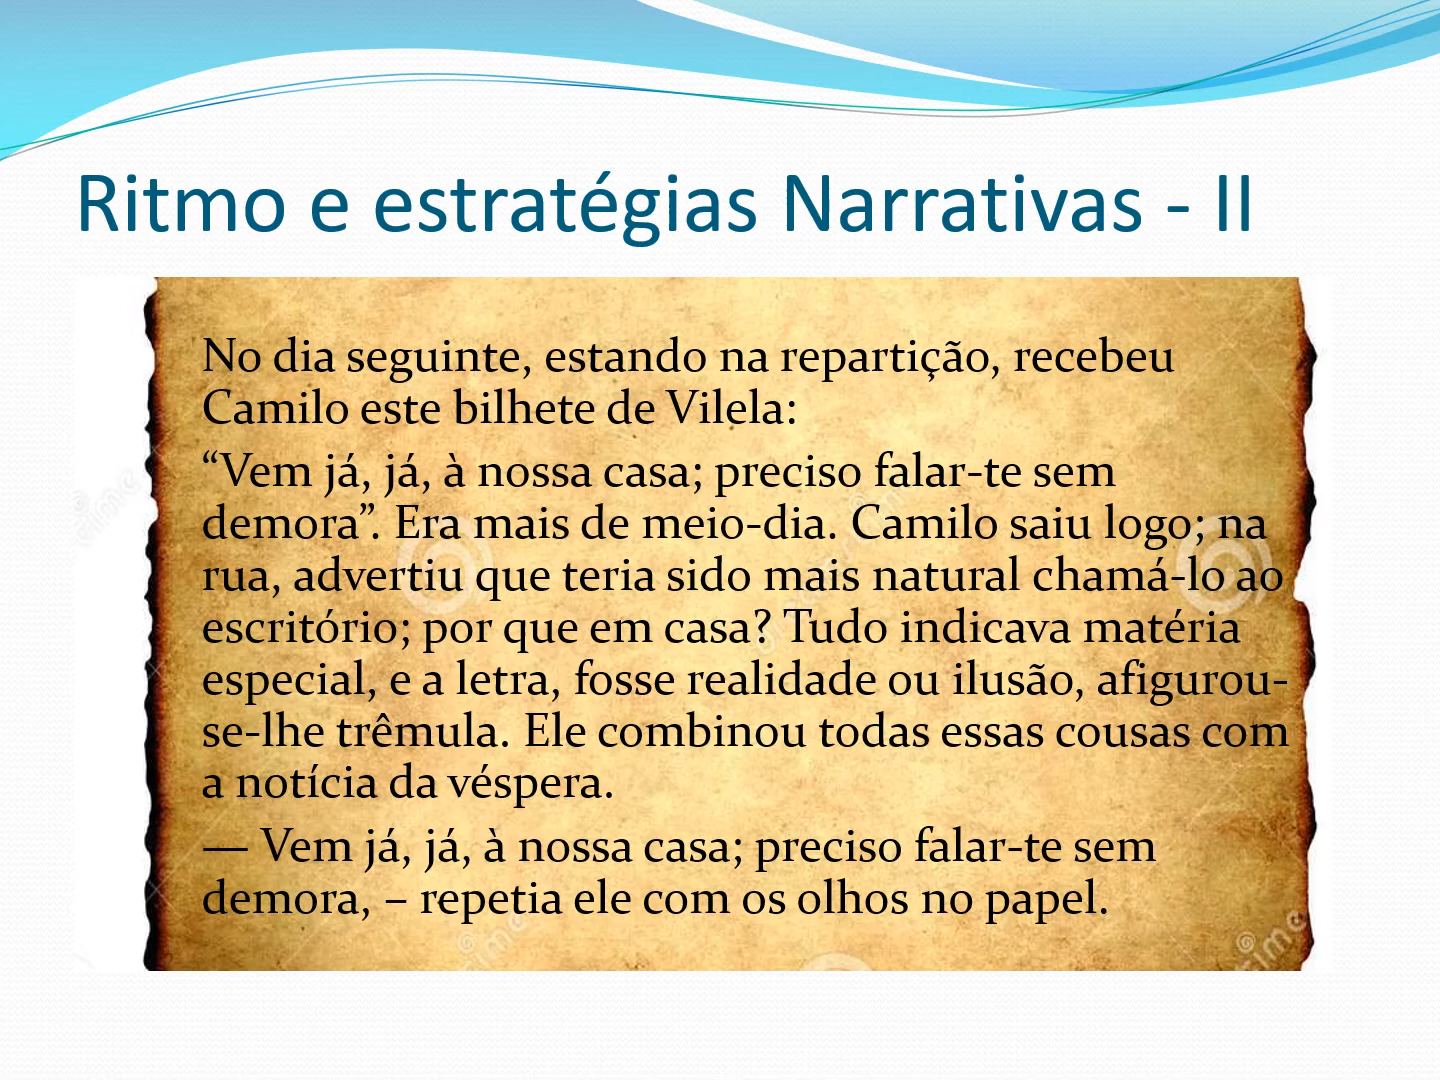 Ritmo e estratégias Narrativas - II
No dia seguinte, estando na repartição, recebeu
Camilo este bilhete de Vilela:
“Vem já, já, à nossa casa; preciso falar-te sem
demora”. Era mais de meio-dia. Camilo saiu logo; na
rua, advertiu que teria sido mais natural chamá-lo ao
escritório; por que em casa? Tudo indicava matéria
especial, e a letra, fosse realidade ou ilusão, afigurou-
se-lhe trêmula. Ele combinou todas essas cousas com
a notícia da véspera.
— Vem já, já, à nossa casa; preciso falar-te sem
demora, – repetia ele com os olhos no papel.